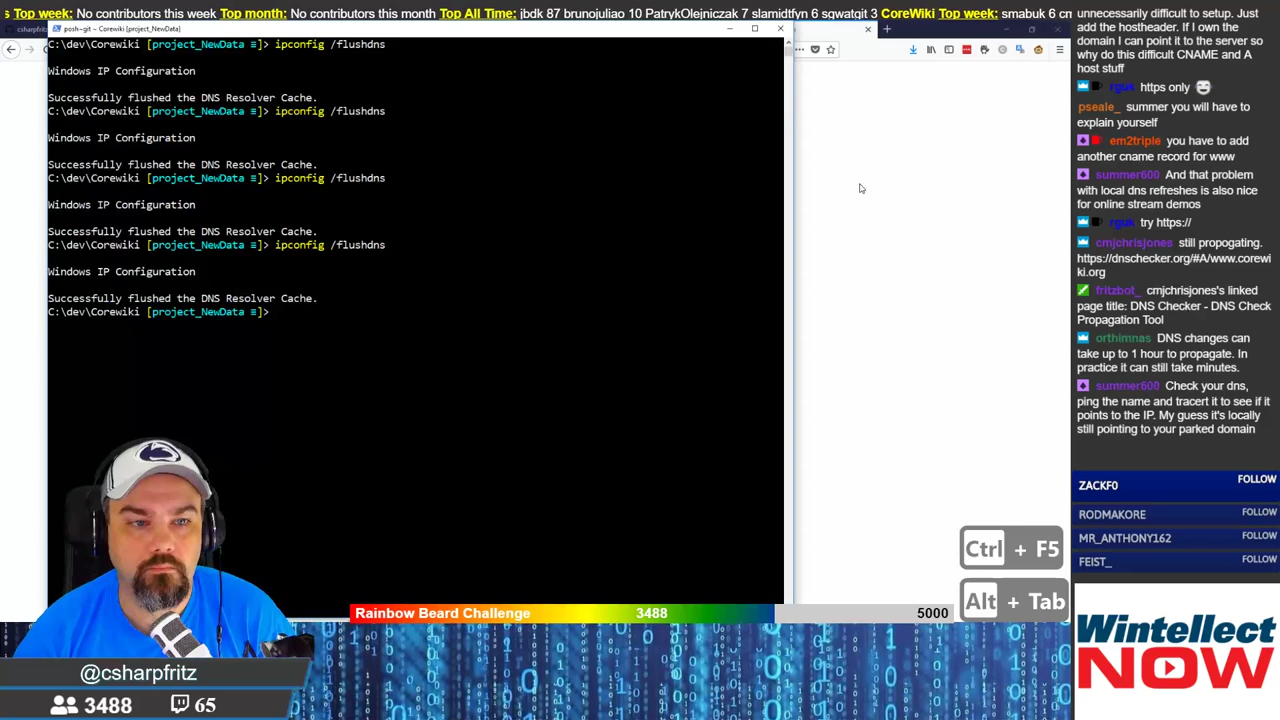 s Top week: No contributors this week Top month: No contributors this month Top All Time: jbdk 87 brunojuliao 10 PatrykOlejniczak 7 slamidtfyn 6 sgwatgit 3 CoreWiki Top week: smabuk 6 cm
csharpfritz
posh~git ~ Corewiki [project_NewData]
C:\dev\Corewiki [project_NewData ≡]> ipconfig /flushdns
Windows IP Configuration
Successfully flushed the DNS Resolver Cache.
C:\dev\Corewiki [project_NewData ≡]> ipconfig /flushdns
Windows IP Configuration
Successfully flushed the DNS Resolver Cache.
C:\dev\Corewiki [project_NewData ≡]> ipconfig /flushdns
Windows IP Configuration
Successfully flushed the DNS Resolver Cache.
C:\dev\Corewiki [project_NewData ≡]> ipconfig /flushdns
Windows IP Configuration
Successfully flushed the DNS Resolver Cache.
C:\dev\Corewiki [project_NewData ≡]>
unnecessarily difficult to setup. Just
add the hostheader. If I own the
domain I can point it to the server so
why do this difficult CNAME and A
host stuff
rguk https only
pseale_ summer you will have to
explain yourself
em2triple you have to add
another cname record for www
summer600 And that problem
with local dns refreshes is also nice
for online stream demos
rguk try https://
cmjchrisjones still propogating.
https://dnschecker.org/#A/www.corewi
ki.org
fritzbot_ cmjchrisjones's linked
page title: DNS Checker - DNS Check
Propagation Tool
orthimnas DNS changes can
take up to 1 hour to propagate. In
practice it can still take minutes.
summer600 Check your dns,
ping the name and tracert it to see if it
points to the IP. My guess it's locally
still pointing to your parked domain
ZACKF0 FOLLOW
RODMAKORE FOLLOW
MR_ANTHONY162 FOLLOW
FEIST_ FOLLOW
Ctrl + F5
Alt + Tab
Rainbow Beard Challenge 3488 5000
Wintellect
NOW
@csharpfritz
3488 65